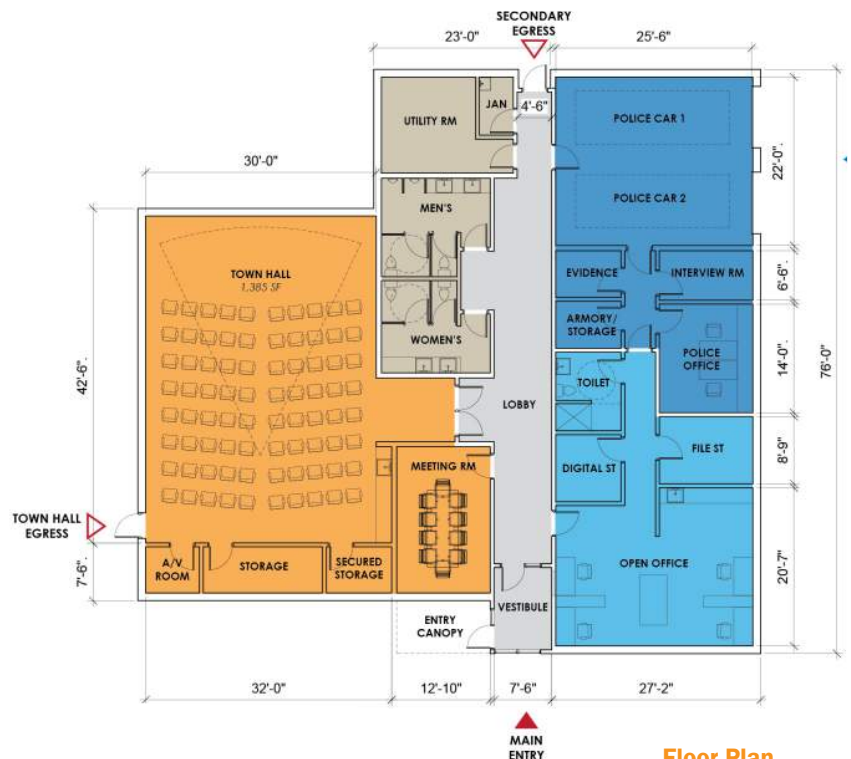 SECONDARY
EGRESS
23'-0"
25'-6"
JAN
4'-6"
UTILITY RM
POLICE CAR 1
22'-0".
30'-0"
POLICE CAR 2
MEN'S
TOWN HALL
1,385 SF
EVIDENCE
INTERVIEW RM
6'-6".
ARMORY/
STORAGE
WOMEN'S
POLICE
OFFICE
14'-0".
76'-0"
42'-6".
TOILET
LOBBY
MEETING RM
DIGITAL ST
FILE ST
8'-9"
TOWN HALL
EGRESS
A/V
ROOM
STORAGE
SECURED
STORAGE
OPEN OFFICE
20'-7"
7'-6".
VESTIBULE
ENTRY
CANOPY
32'-0"
12'-10"
7'-6"
27'-2"
MAIN
ENTRY
Floor Plan